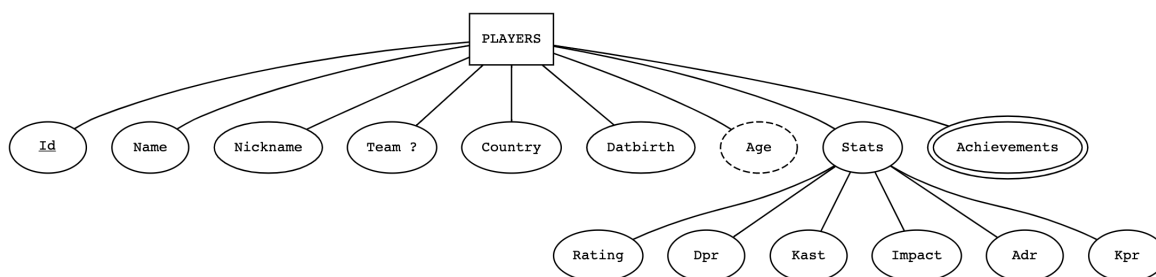 PLAYERS
Id
Name
Nickname
Team ?
Country
Datbirth
Age
Stats
Achievements
Rating
Dpr
Kast
Impact
Adr
Kpr